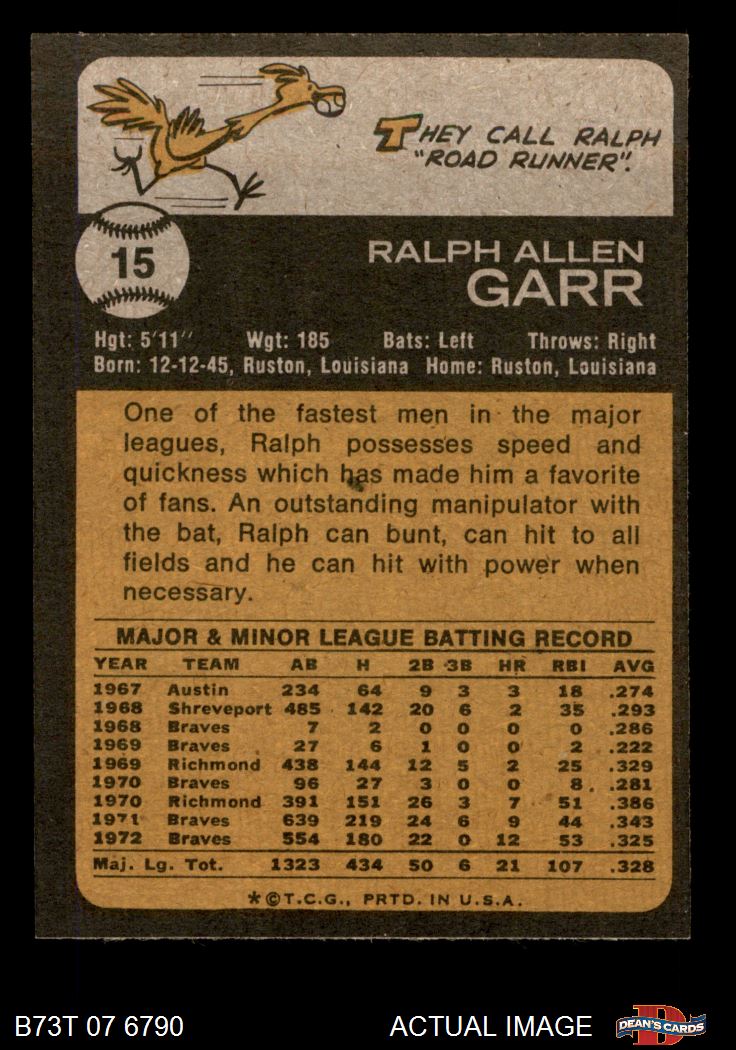 THEY CALL RALPH
"ROAD RUNNER".
15
RALPH ALLEN
GARR
Hgt: 5'11" Wgt: 185 Bats: Left Throws: Right
Born: 12-12-45, Ruston, Louisiana Home: Ruston, Louisiana
One of the fastest men in the major
leagues, Ralph possesses speed and
quickness which has made him a favorite
of fans. An outstanding manipulator with
the bat, Ralph can bunt, can hit to all
fields and he can hit with power when
necessary.
MAJOR & MINOR LEAGUE BATTING RECORD
YEAR TEAM AB H 2B 3B HR RBI AVG
1967 Austin 234 64 9 3 3 18 .274
1968 Shreveport 485 142 20 6 2 35 .293
1968 Braves 7 2 0 0 0 0 .286
1969 Braves 27 6 1 0 0 2 .222
1969 Richmond 438 144 12 5 2 25 .329
1970 Braves 96 27 3 0 0 8 .281
1970 Richmond 391 151 26 3 7 51 .386
1971 Braves 639 219 24 6 9 44 .343
1972 Braves 554 180 22 0 12 53 .325
Maj. Lg. Tot. 1323 434 50 6 21 107 .328
*©T.C.G., PRTD. IN U.S.A.
B73T 07 6790 ACTUAL IMAGE
D
DEAN'S CARDS